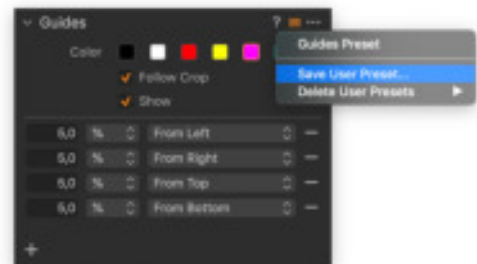 Guides
?
Guides Preset
Color
Save User Preset...
Follow Crop
Delete User Presets
Show
5,0 % From Left
5,0 % From Right
5,0 % From Top
5,0 % From Bottom
+